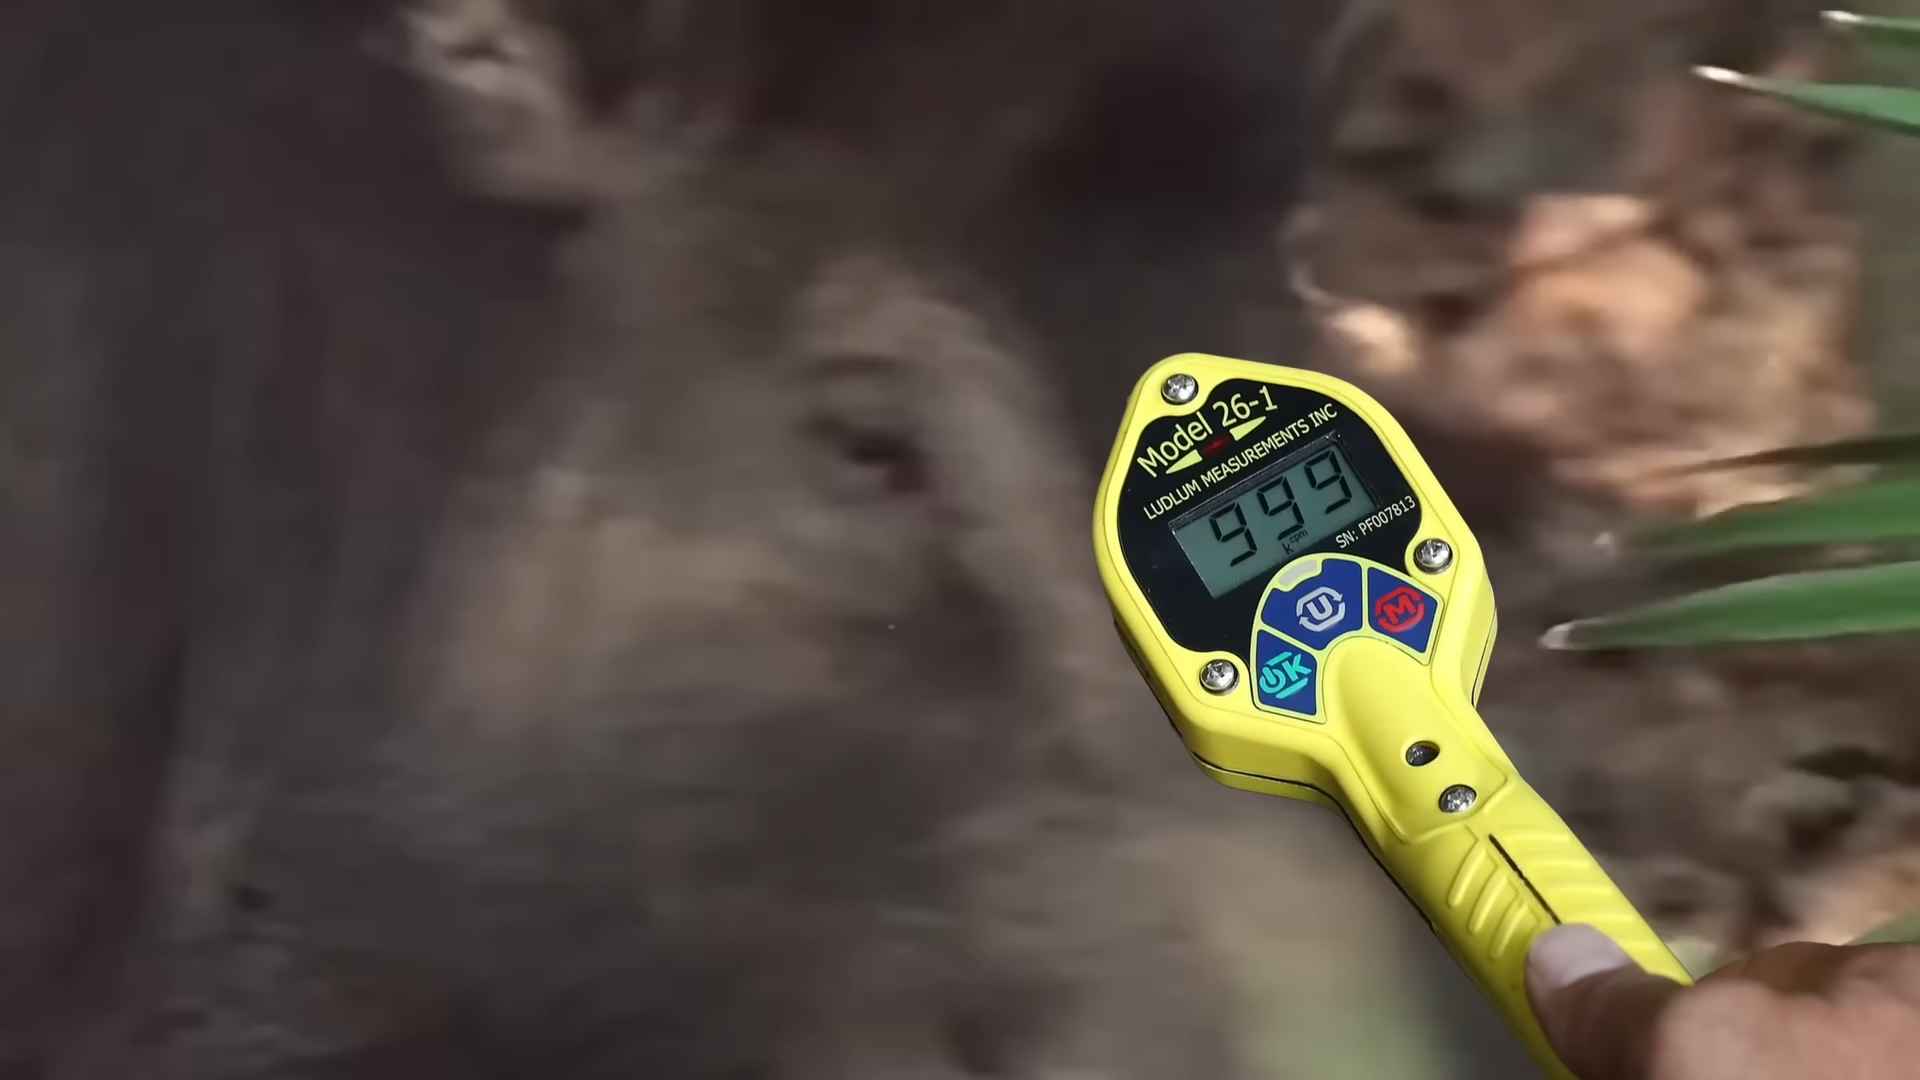 Model 26-1
LUDLUM MEASUREMENTS INC
999
k cpm
SN: PF007813
U
M
OK